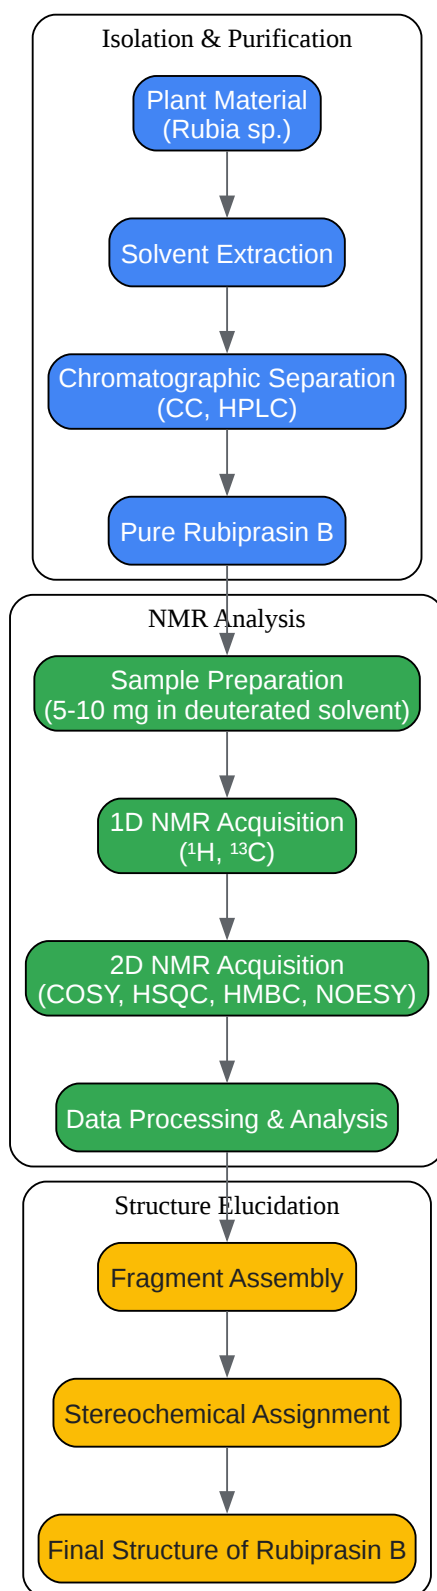 Isolation & Purification
Plant Material
(Rubia sp.)
Solvent Extraction
Chromatographic Separation
(CC, HPLC)
Pure Rubiprasin B
NMR Analysis
Sample Preparation
(5-10 mg in deuterated solvent)
1D NMR Acquisition
(¹H, ¹³C)
2D NMR Acquisition
(COSY, HSQC, HMBC, NOESY)
Data Processing & Analysis
Structure Elucidation
Fragment Assembly
Stereochemical Assignment
Final Structure of Rubiprasin B